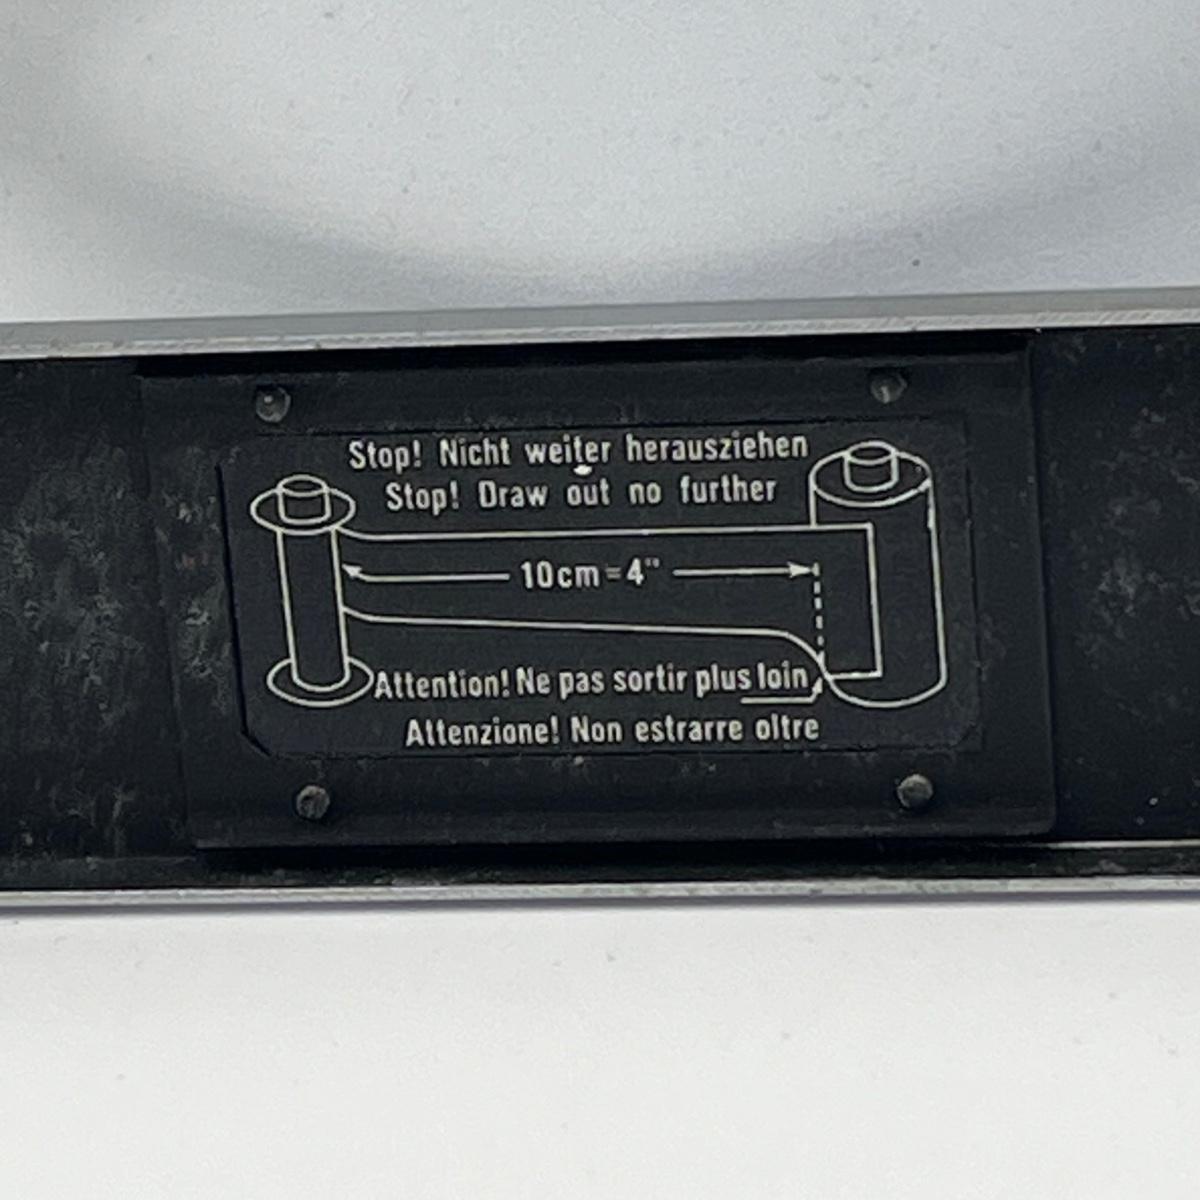 Stop! Nicht weiter herausziehen
Stop! Draw out no further
10cm=4"
Attention! Ne pas sortir plus loin
Attenzione! Non estrarre oltre